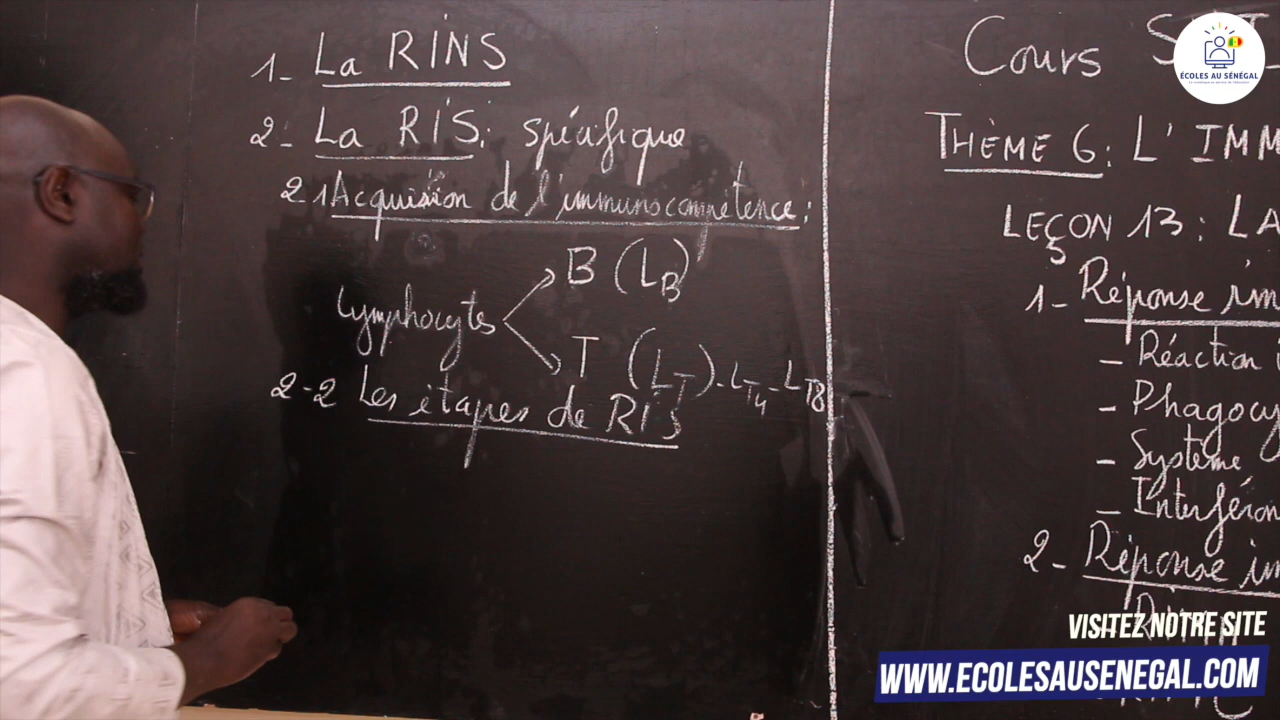 1- La RINS
2- La RIS: spécifique
2 1 Acquisition de l'immunocompétence:
Lymphocytes
B (LB)
T (LT). LT4 - LT8
2-2 Les étapes de RIS
Cours
THÈME 6: L'IMM
LEÇON 13: LA
1- Réponse im
- Réaction i
- Phagocy
- Système
- Interféron
2- Réponse im
ÉCOLES AU SÉNÉGAL
VISITEZ NOTRE SITE
WWW.ECOLESAUSENEGAL.COM